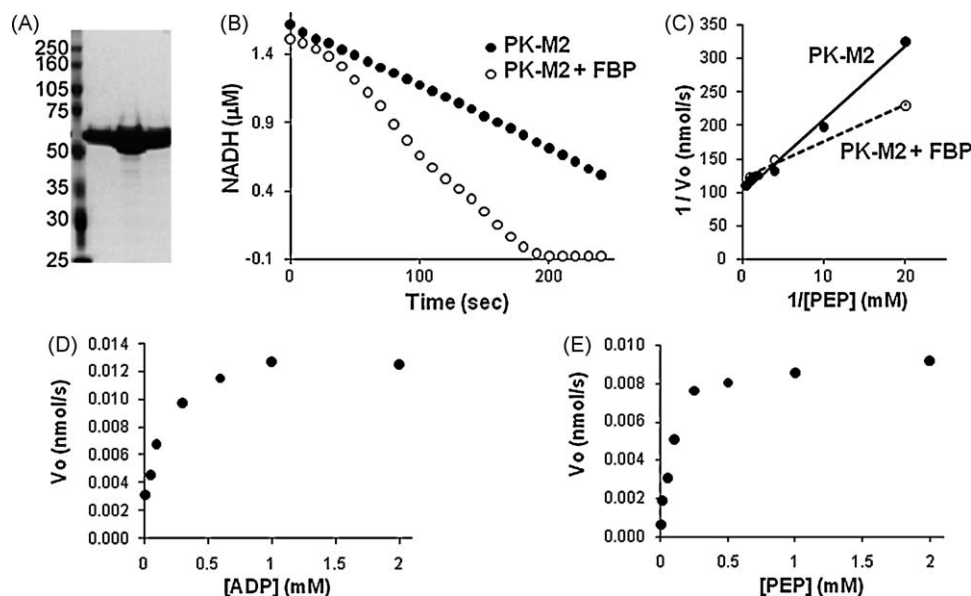 (A)
250
160
105
75
50
35
30
25
(B)
NADH (µM)
1.4
0.9
0.4
-0.1
0
100
200
Time (sec)
PK-M2
PK-M2 + FBP
(C)
1/ Vo (nmol/s)
350
300
250
200
150
100
50
0
0
10
20
1/[PEP] (mM)
PK-M2
PK-M2 + FBP
(D)
Vo (nmol/s)
0.014
0.012
0.010
0.008
0.006
0.004
0.002
0.000
0
0.5
1
1.5
2
[ADP] (mM)
(E)
Vo (nmol/s)
0.010
0.008
0.006
0.004
0.002
0.000
0
0.5
1
1.5
2
[PEP] (mM)